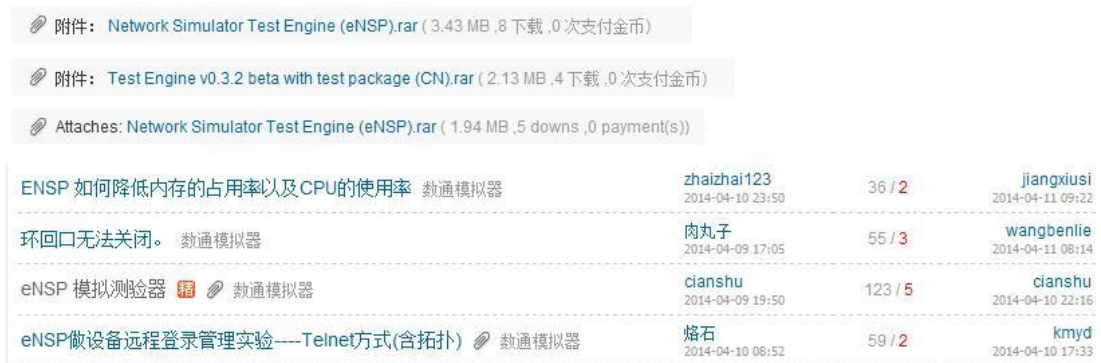 附件： Network Simulator Test Engine (eNSP).rar ( 3.43 MB ,8 下载 ,0 次支付金币)
附件： Test Engine v0.3.2 beta with test package (CN).rar ( 2.13 MB ,4 下载 ,0 次支付金币)
Attaches: Network Simulator Test Engine (eNSP).rar ( 1.94 MB ,5 downs ,0 payment(s))
ENSP 如何降低内存的占用率以及CPU的使用率 数通模拟器 zhaizhai123 36 / 2 jiangxiusi
2014-04-10 23:50 2014-04-11 09:22
环回口无法关闭。 数通模拟器 肉丸子 55 / 3 wangbenlie
2014-04-09 17:05 2014-04-11 08:14
eNSP 模拟测验器 精 数通模拟器 cianshu 123 / 5 cianshu
2014-04-09 19:50 2014-04-10 22:16
eNSP做设备远程登录管理实验----Telnet方式(含拓扑) 数通模拟器 烙石 59 / 2 kmyd
2014-04-10 08:52 2014-04-10 17:33